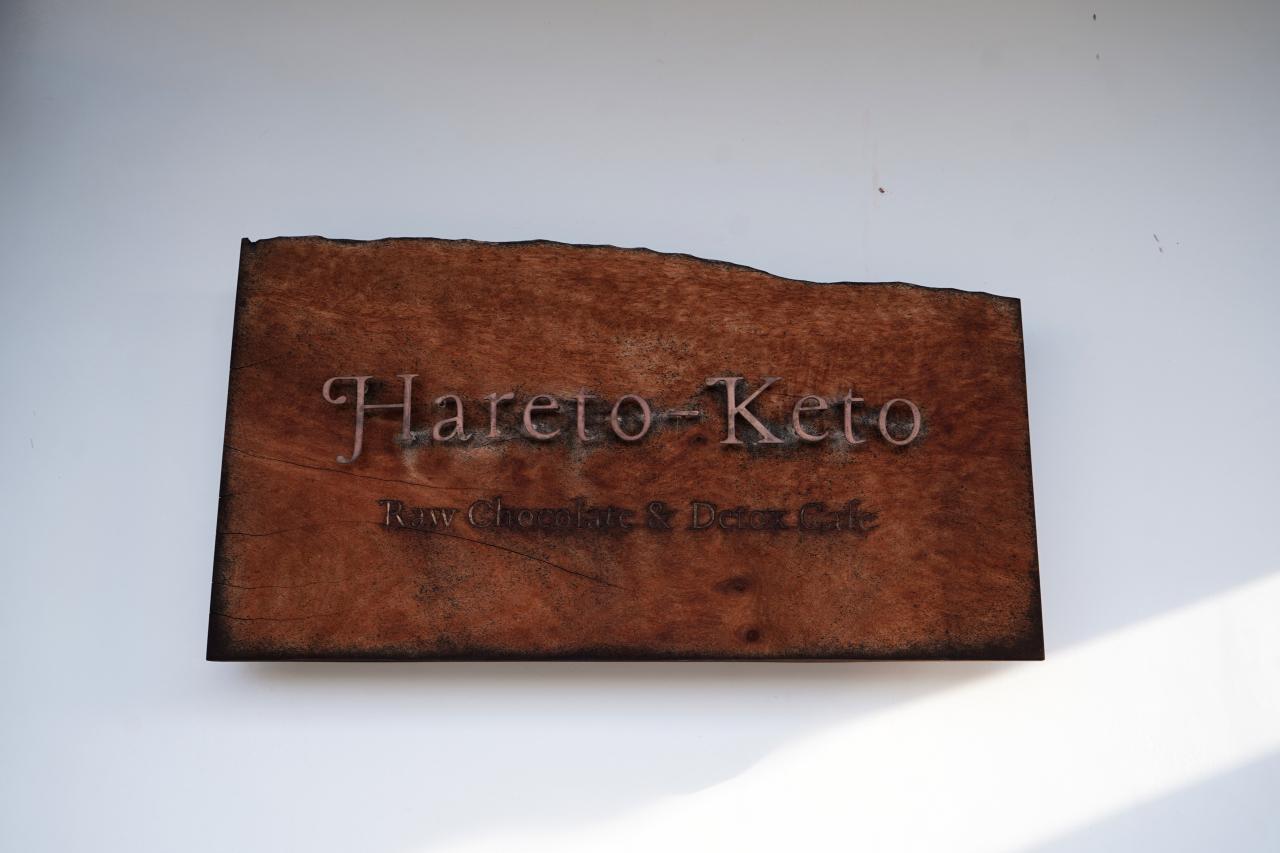 Hareto-Keto
Raw Chocolate & Detox Cafe